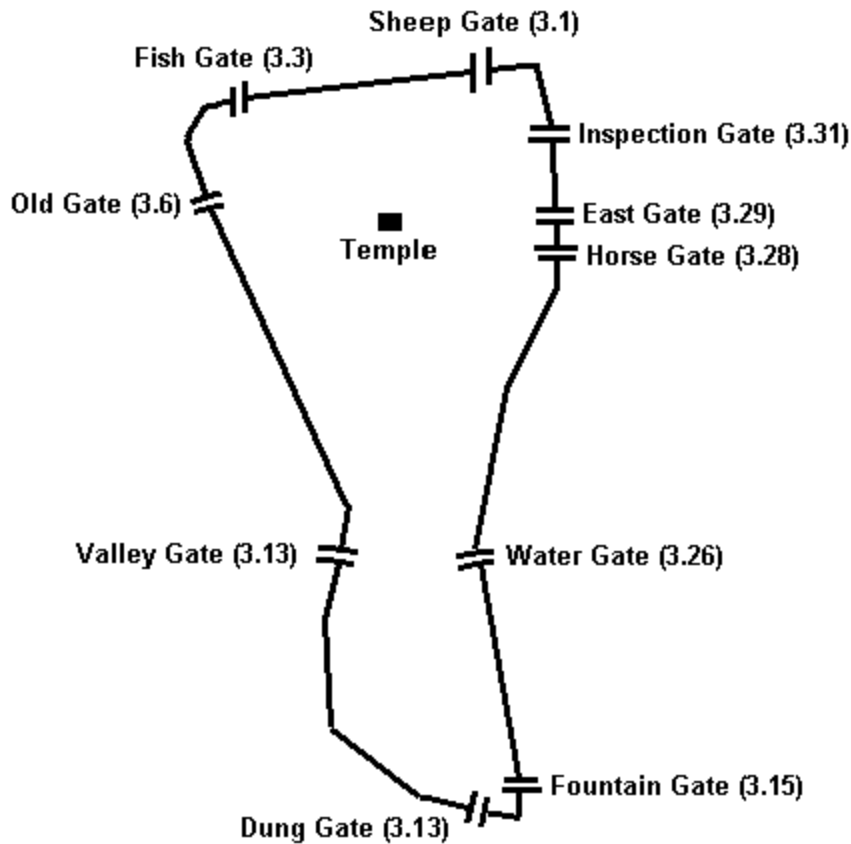 Sheep Gate (3.1)
Fish Gate (3.3)
Inspection Gate (3.31)
Old Gate (3.6)
East Gate (3.29)
Temple
Horse Gate (3.28)
Valley Gate (3.13)
Water Gate (3.26)
Fountain Gate (3.15)
Dung Gate (3.13)